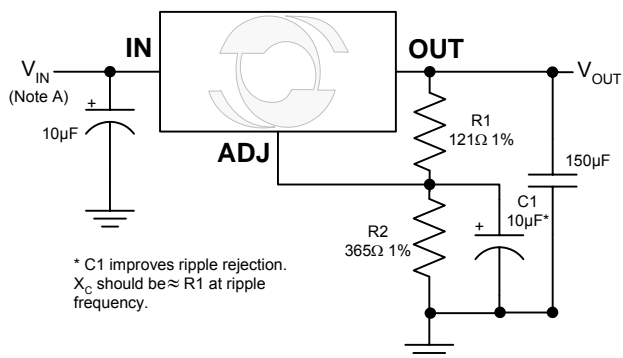 IN
OUT
V_IN
(Note A)
V_OUT
+
10µF
ADJ
R1
121Ω 1%
150µF
C1
10µF*
+
R2
365Ω 1%
* C1 improves ripple rejection.
X_C should be ≈ R1 at ripple
frequency.